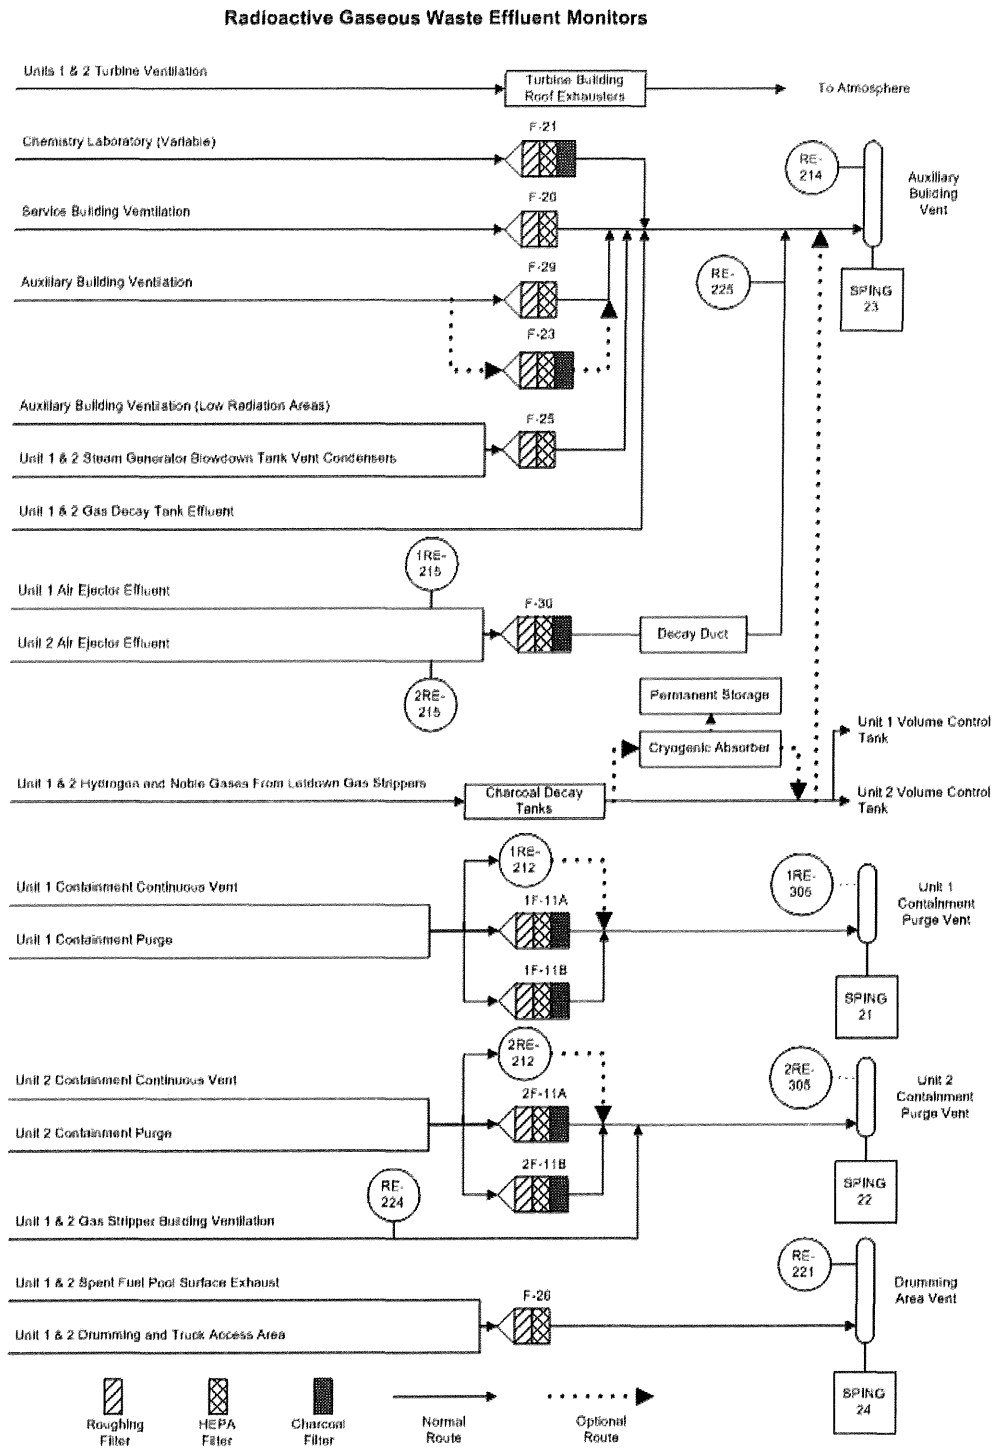 Radioactive Gaseous Waste Effluent Monitors
Units 1 & 2 Turbine Ventilation
Turbine Building
Roof Exhausters
To Atmosphere
Chemistry Laboratory (Variable)
F-21
RE-
214
Auxiliary
Building
Vent
Service Building Vemtilation
F-20
Auxiliary Building Ventilation
F-29
RE-
225
SPING
23
F-23
Auxiliary Building Ventilation (Low Radiation Areas)
F-25
Unit 1 & 2 Steam Generator Blowdown Tank Vent Condensers
Unit 1 & 2 Gas Decay Tank Effluent
1RE-
215
Unit 1 Air Ejector Effluent
F-30
Unit 2 Air Ejector Effluent
Decay Duct
2RE-
215
Permanent Storage
Cryogenic Absorber
Unit 1 Volume Control
Tank
Unit 1 & 2 Hydrogen and Noble Gases From Letdown Gas Strippers
Charcoal Decay
Tanks
Unit 2 Volume Control
Tank
1RE-
212
1RE-
305
Unit 1
Containment
Purge Vent
Unit 1 Containment Continuous Vent
1F-11A
Unit 1 Containment Purge
1F-11B
SPING
21
2RE-
212
2RE-
305
Unit 2
Containment
Purge Vent
Unit 2 Containment Continuous Vent
2F-11A
Unit 2 Containment Purge
2F-11B
SPING
22
RE-
224
Unit 1 & 2 Gas Stripper Building Ventilation
RE-
221
Drumming
Area Vent
Unit 1 & 2 Spent Fuel Pool Surface Exhaust
F-26
Unit 1 & 2 Drumming and Truck Access Area
SPING
24
Roughing
Filter
HEPA
Filter
Charcoal
Filter
Normal
Route
Optional
Route